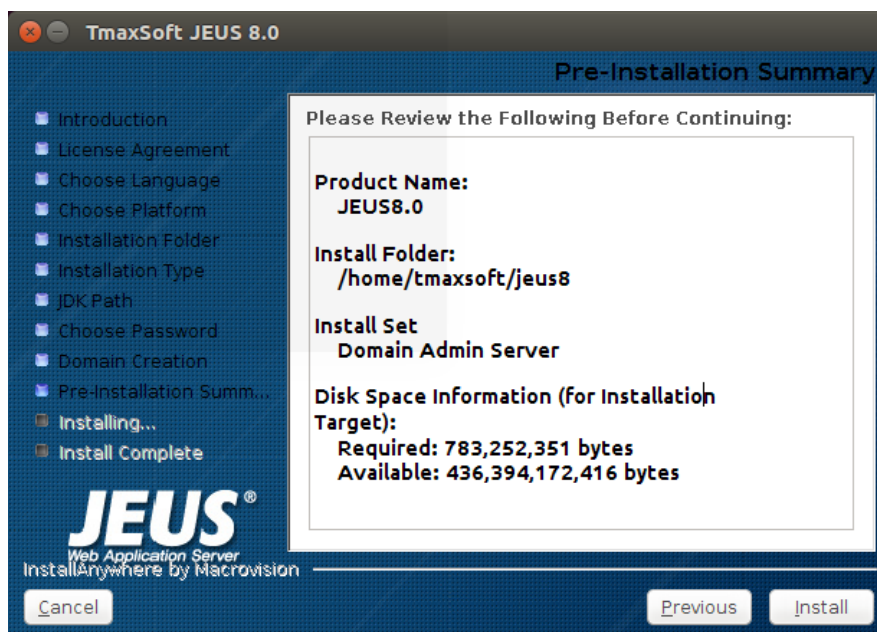 TmaxSoft JEUS 8.0
Pre-Installation Summary
Introduction
License Agreement
Choose Language
Choose Platform
Installation Folder
Installation Type
JDK Path
Choose Password
Domain Creation
Pre-Installation Summ...
Installing...
Install Complete
Please Review the Following Before Continuing:
Product Name:
JEUS8.0
Install Folder:
/home/tmaxsoft/jeus8
Install Set
Domain Admin Server
Disk Space Information (for Installation
Target):
Required: 783,252,351 bytes
Available: 436,394,172,416 bytes
JEUS®
Web Application Server
InstallAnywhere by Macrovision
Cancel
Previous
Install